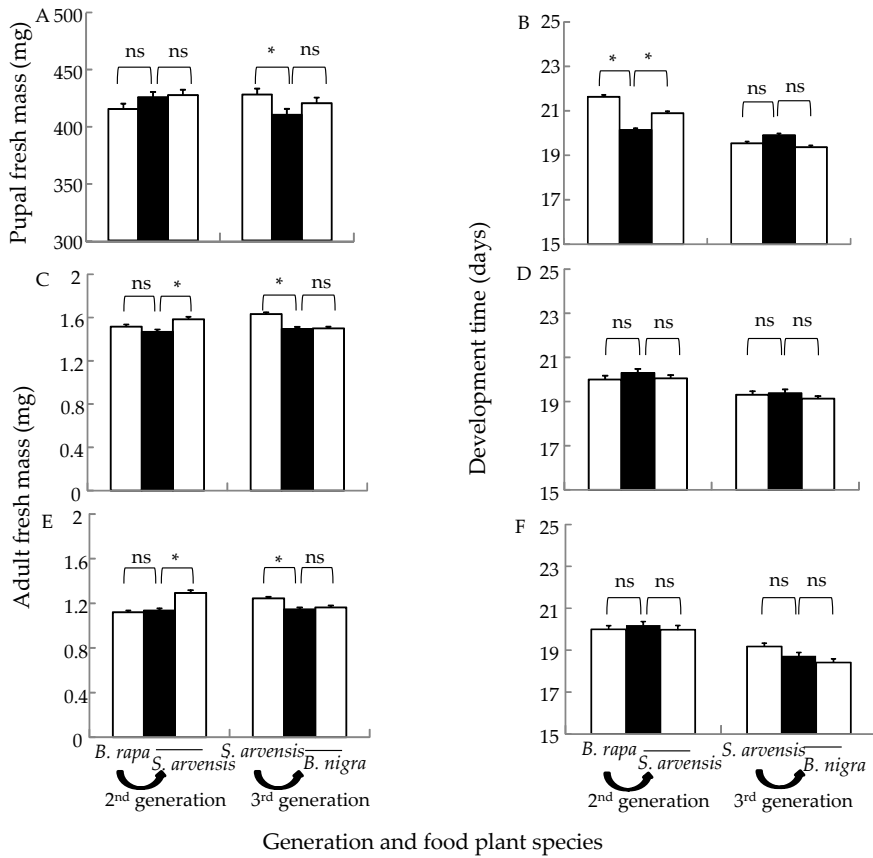 A
Pupal fresh mass (mg)
500
450
400
350
300
ns
ns
*
ns
B
25
23
21
19
17
15
*
*
ns
ns
C
Adult fresh mass (mg)
2
1.6
1.2
0.8
0.4
0
ns
*
*
ns
D
Development time (days)
25
23
21
19
17
15
ns
ns
ns
ns
E
2
1.6
1.2
0.8
0.4
0
ns
*
*
ns
F
25
23
21
19
17
15
ns
ns
ns
ns
B. rapa
S. arvensis
S. arvensis
B. nigra
2nd generation
3rd generation
B. rapa
S. arvensis
S. arvensis
B. nigra
2nd generation
3rd generation
Generation and food plant species